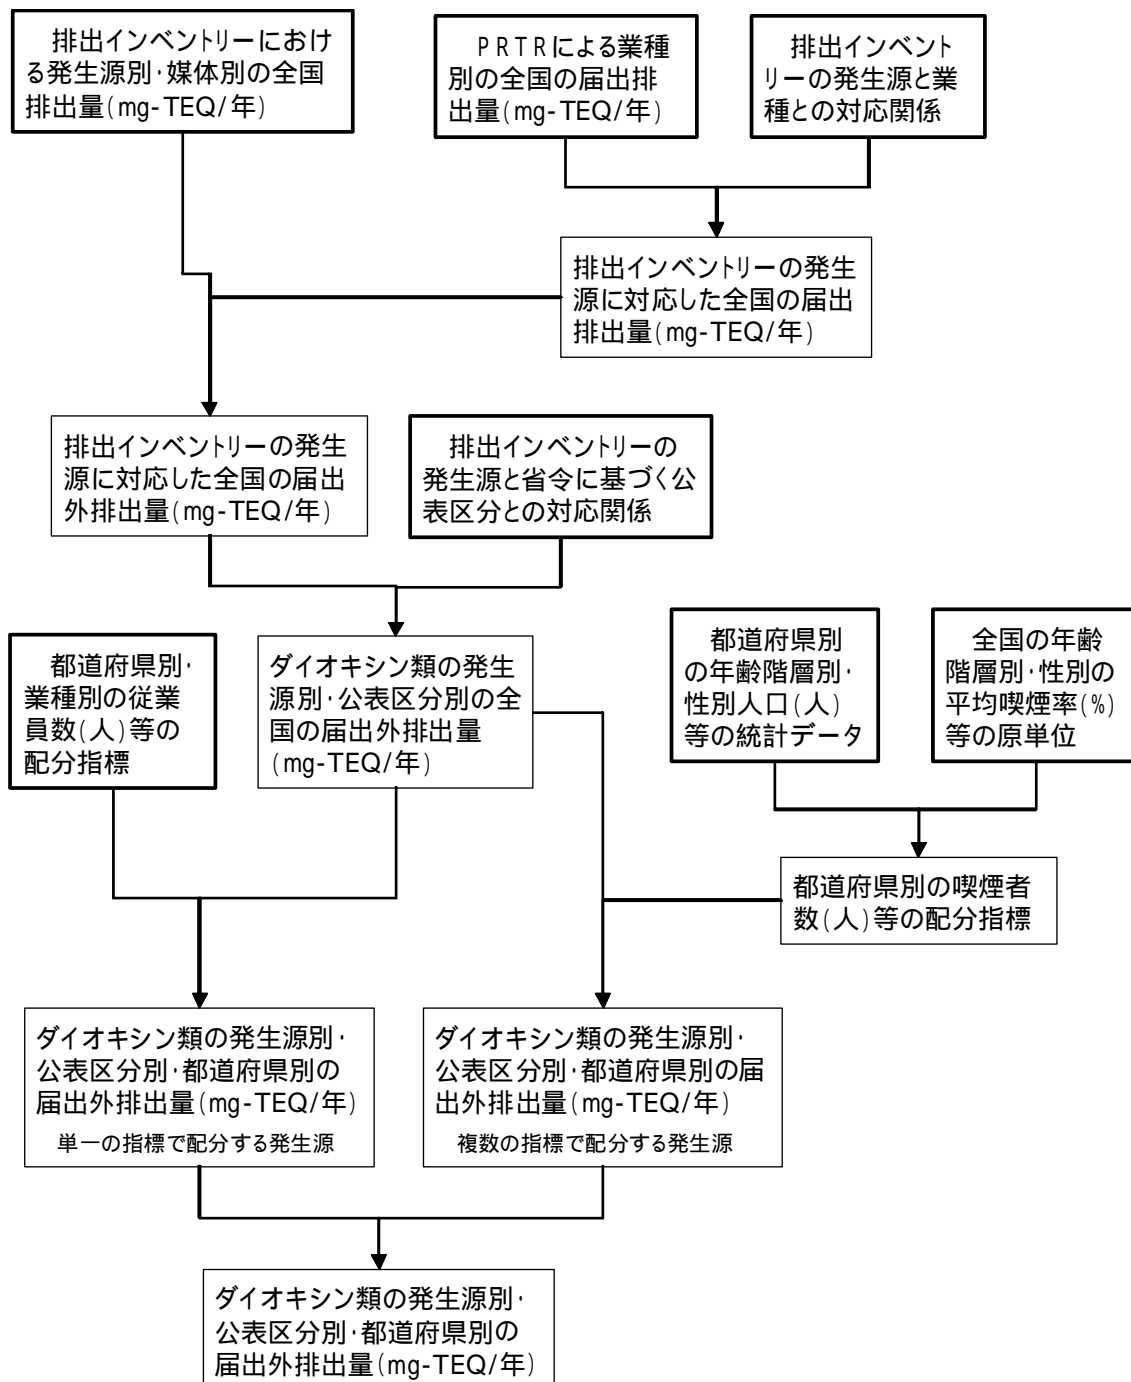 排出インベントリーにおけ
る発生源別・媒体別の全国
排出量(mg-TEQ/年)
PRTRによる業種
別の全国の届出排
出量(mg-TEQ/年)
排出インベント
リーの発生源と業
種との対応関係
排出インベントリーの発生
源に対応した全国の届出
排出量(mg-TEQ/年)
排出インベントリーの発生
源に対応した全国の届出
外排出量(mg-TEQ/年)
排出インベントリーの
発生源と省令に基づく公
表区分との対応関係
都道府県別・
業種別の従業
員数(人)等の
配分指標
ダイオキシン類の発生
源別・公表区分別の全
国の届出外排出量
(mg-TEQ/年)
都道府県別
の年齢階層別・
性別人口(人)
等の統計データ
全国の年齢
階層別・性別の
平均喫煙率(%)
等の原単位
都道府県別の喫煙者
数(人)等の配分指標
ダイオキシン類の発生源別・
公表区分別・都道府県別の
届出外排出量(mg-TEQ/年)
単一の指標で配分する発生源
ダイオキシン類の発生源別・
公表区分別・都道府県別の届
出外排出量(mg-TEQ/年)
複数の指標で配分する発生源
ダイオキシン類の発生源別・
公表区分別・都道府県別の
届出外排出量(mg-TEQ/年)